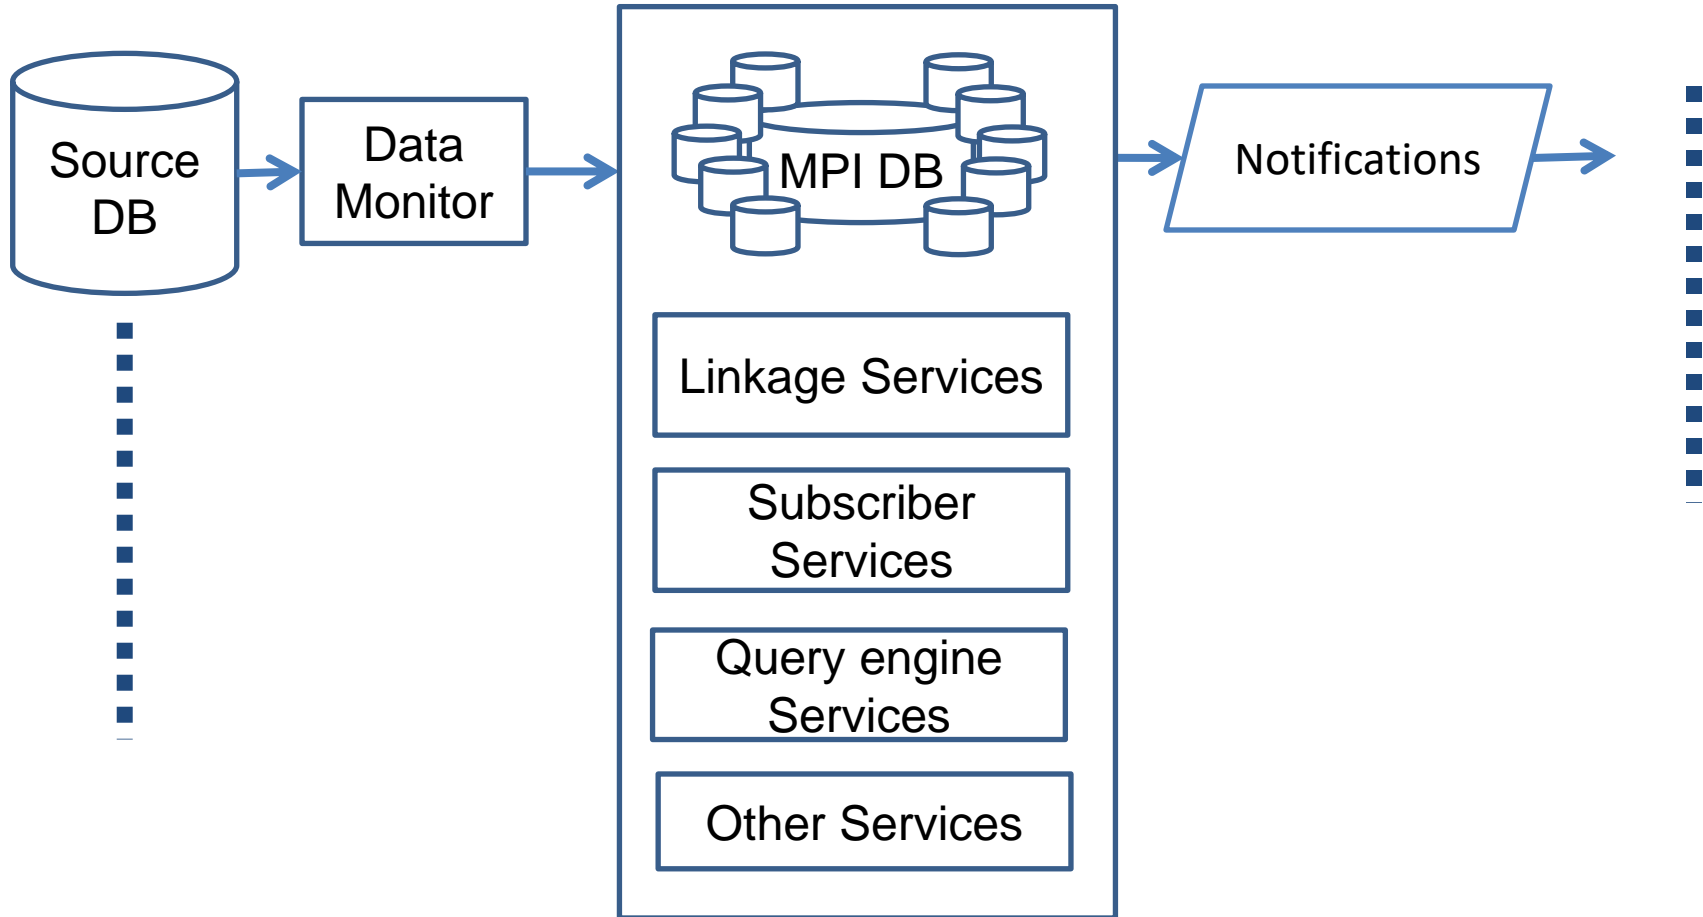 Source
DB
Data
Monitor
MPI DB
Notifications
Linkage Services
Subscriber
Services
Query engine
Services
Other Services